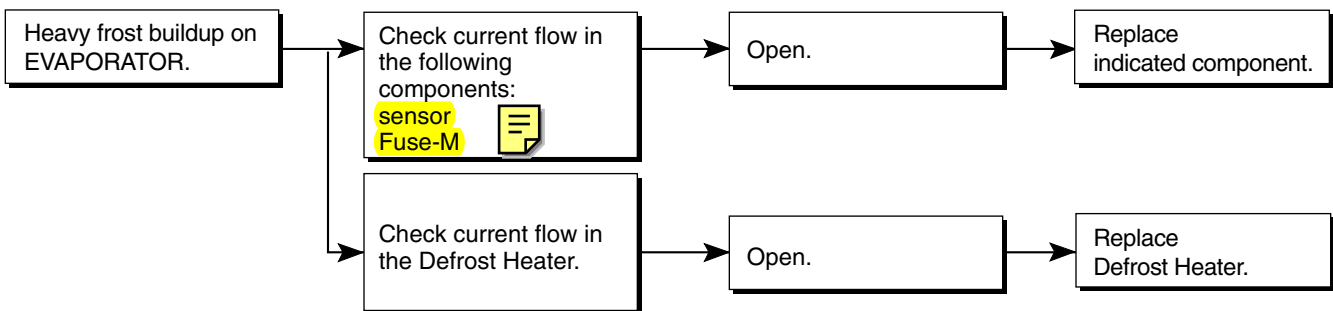 Heavy frost buildup on
EVAPORATOR.
Check current flow in
the following
components:
sensor
Fuse-M
Open.
Replace
indicated component.
Check current flow in
the Defrost Heater.
Open.
Replace
Defrost Heater.